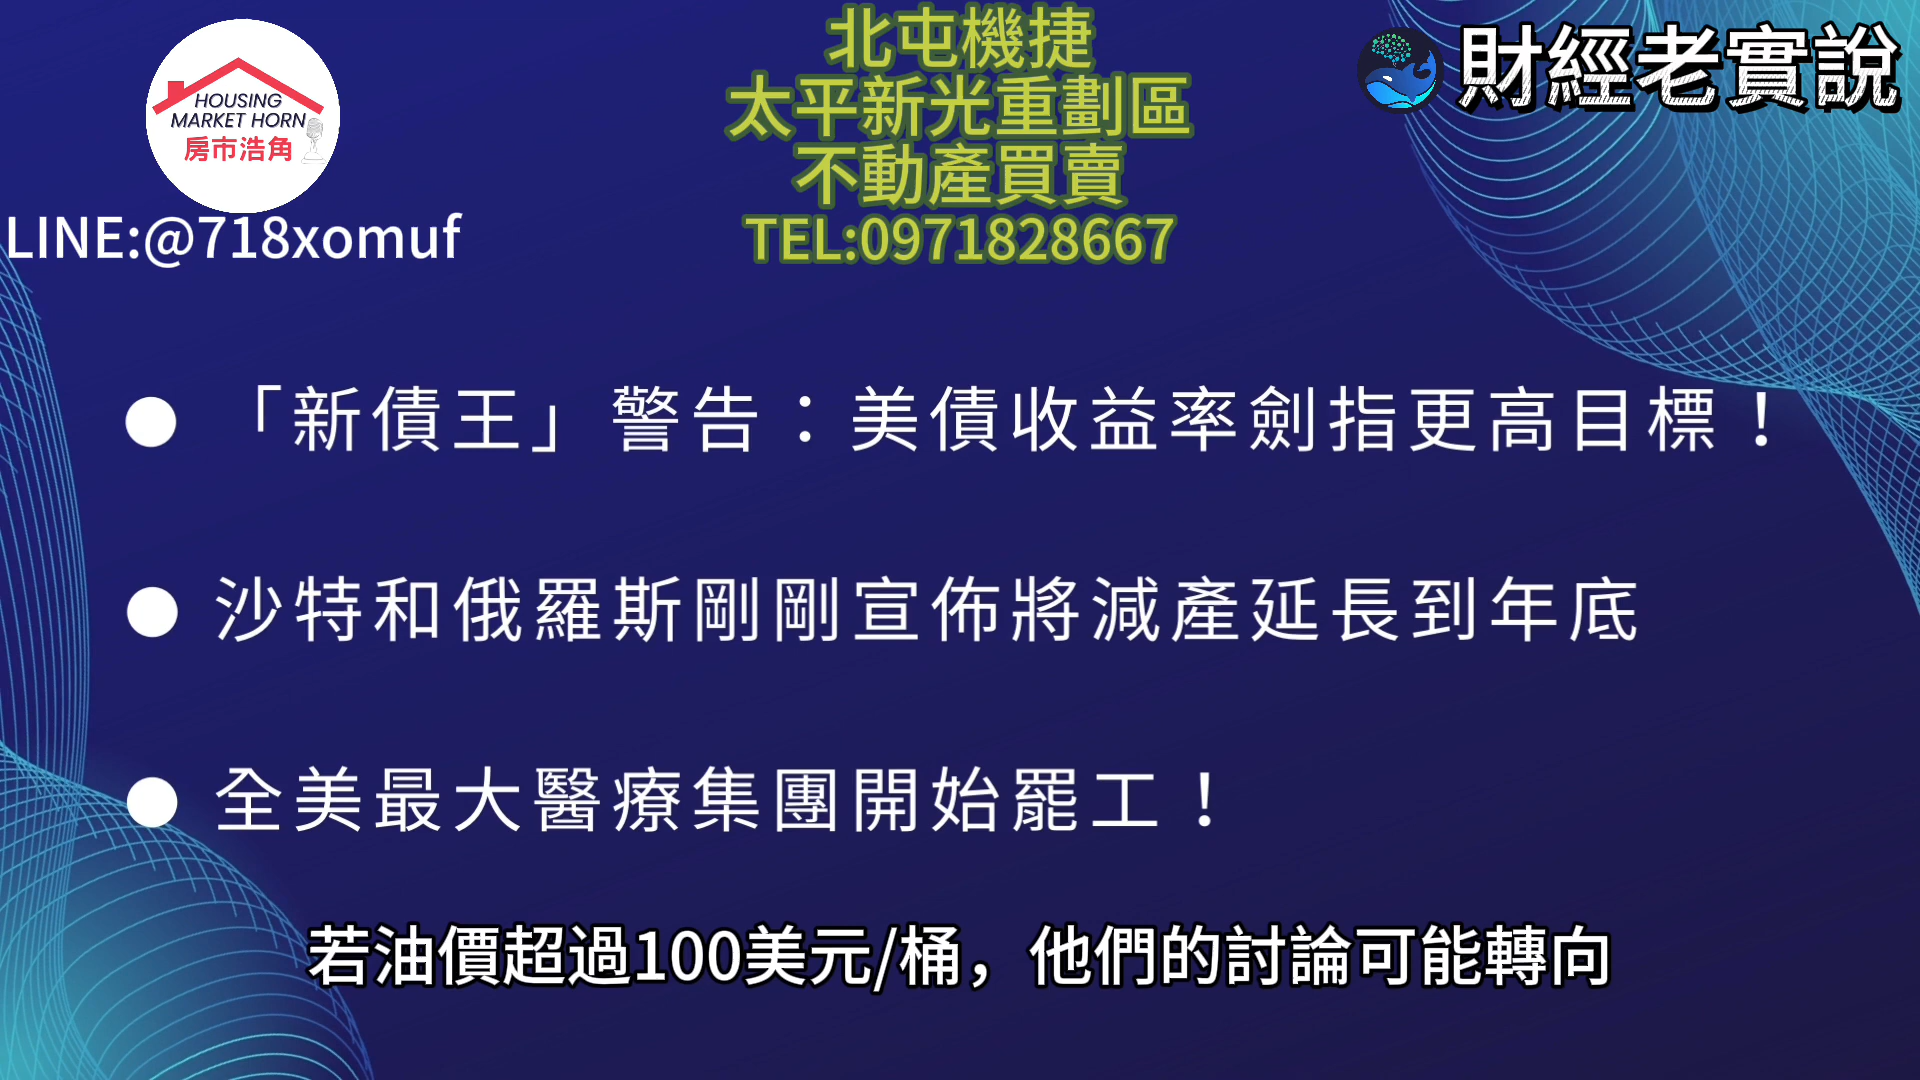 HOUSING
MARKET HORN
房市浩角
LINE:@718xomuf
北屯機捷
太平新光重劃區
不動產買賣
TEL:0971828667
財經老實說
● 「新債王」警告：美債收益率劍指更高目標！
● 沙特和俄羅斯剛剛宣佈將減產延長到年底
● 全美最大醫療集團開始罷工！
若油價超過100美元/桶，他們的討論可能轉向